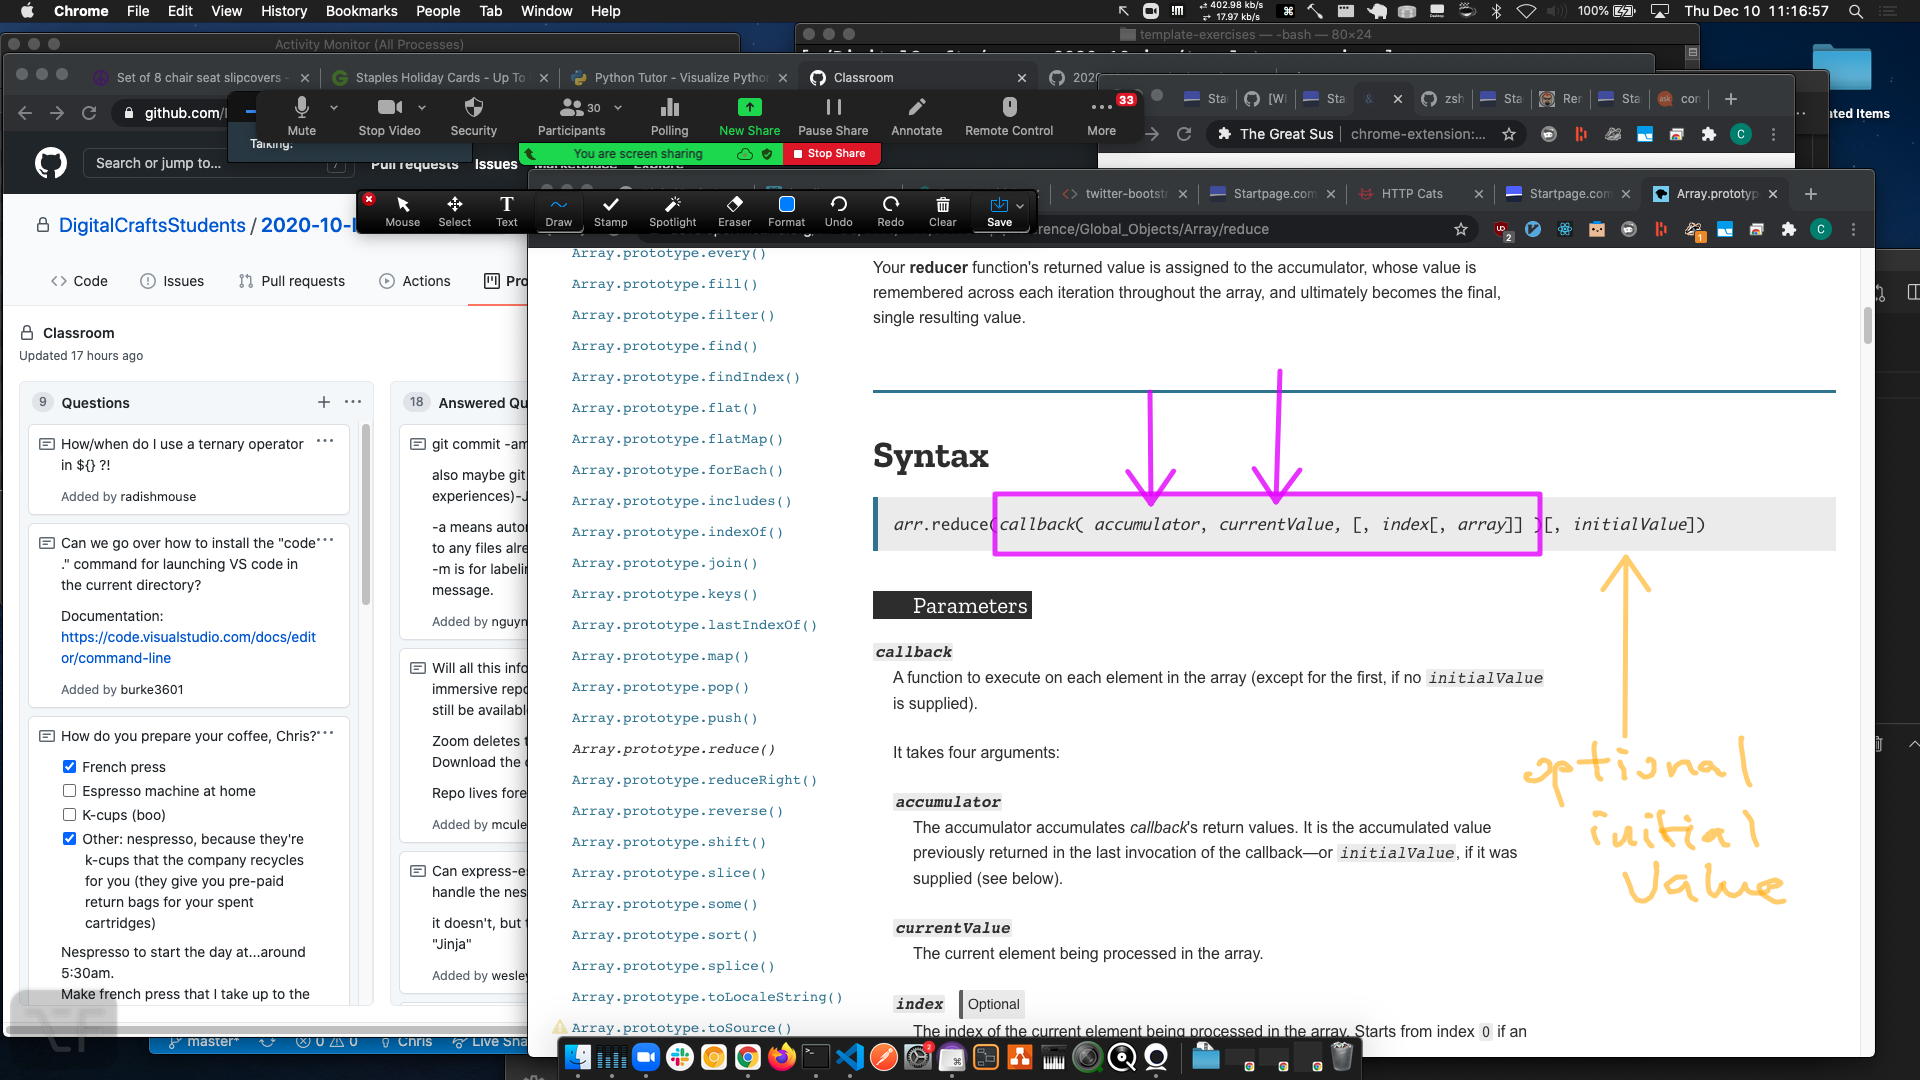 Chrome File Edit View History Bookmarks People Tab Window Help
402.98 kb/s
17.97 kb/s
100% Thu Dec 10 11:16:57
Activity Monitor (All Processes)
template-exercises — -bash — 80×24
Set of 8 chair seat slipcovers -
Staples Holiday Cards - Up To
Python Tutor - Visualize Python
Classroom
github.com/
Mute
Stop Video
Security
30
Participants
Polling
New Share
Pause Share
Annotate
Remote Control
33
More
Talking:
You are screen sharing
Stop Share
The Great Sus
chrome-extension:...
C
ated Items
Search or jump to...
Pull requests
Issues
Mouse
Select
Text
Draw
Stamp
Spotlight
Eraser
Format
Undo
Redo
Clear
Save
twitter-bootstr
Startpage.com
HTTP Cats
Startpage.com
Array.prototyp
erence/Global_Objects/Array/reduce
DigitalCraftsStudents / 2020-10-
Code
Issues
Pull requests
Actions
Pro
Classroom
Updated 17 hours ago
9 Questions
How/when do I use a ternary operator
in ${} ?!
Added by radishmouse
Can we go over how to install the "code
." command for launching VS code in
the current directory?
Documentation:
https://code.visualstudio.com/docs/edit
or/command-line
Added by burke3601
How do you prepare your coffee, Chris?
French press
Espresso machine at home
K-cups (boo)
Other: nespresso, because they're
k-cups that the company recycles
for you (they give you pre-paid
return bags for your spent
cartridges)
Nespresso to start the day at...around
5:30am.
Make french press that I take up to the
18 Answered Qu
git commit -am
also maybe git
experiences)-J
-a means autor
to any files alre
-m is for labelin
message.
Added by nguyn
Will all this info
immersive repo
still be availabl
Zoom deletes t
Download the c
Repo lives fore
Added by mcule
Can express-es
handle the nes
it doesn't, but t
"Jinja"
Added by wesley
Array.prototype.every()
Array.prototype.fill()
Array.prototype.filter()
Array.prototype.find()
Array.prototype.findIndex()
Array.prototype.flat()
Array.prototype.flatMap()
Array.prototype.forEach()
Array.prototype.includes()
Array.prototype.indexOf()
Array.prototype.join()
Array.prototype.keys()
Array.prototype.lastIndexOf()
Array.prototype.map()
Array.prototype.pop()
Array.prototype.push()
Array.prototype.reduce()
Array.prototype.reduceRight()
Array.prototype.reverse()
Array.prototype.shift()
Array.prototype.slice()
Array.prototype.some()
Array.prototype.sort()
Array.prototype.splice()
Array.prototype.toLocaleString()
Array.prototype.toSource()
Your reducer function's returned value is assigned to the accumulator, whose value is
remembered across each iteration throughout the array, and ultimately becomes the final,
single resulting value.
Syntax
arr.reduce(callback( accumulator, currentValue, [, index[, array]] )[, initialValue])
Parameters
callback
A function to execute on each element in the array (except for the first, if no initialValue
is supplied).
It takes four arguments:
accumulator
The accumulator accumulates callback's return values. It is the accumulated value
previously returned in the last invocation of the callback—or initialValue, if it was
supplied (see below).
currentValue
The current element being processed in the array.
index Optional
The index of the current element being processed in the array. Starts from index 0 if an
optional
initial
value
master* 0 0 Chris Live Sha